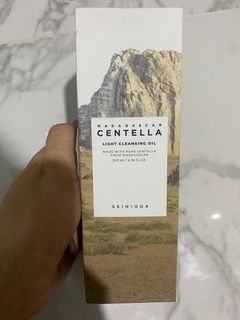 MADAGASCAR
CENTELLA
LIGHT CLEANSING OIL
MADE WITH PURE CENTELLA
FROM MADAGASCAR
200 ML / 6.76 FL.OZ
SKIN1004